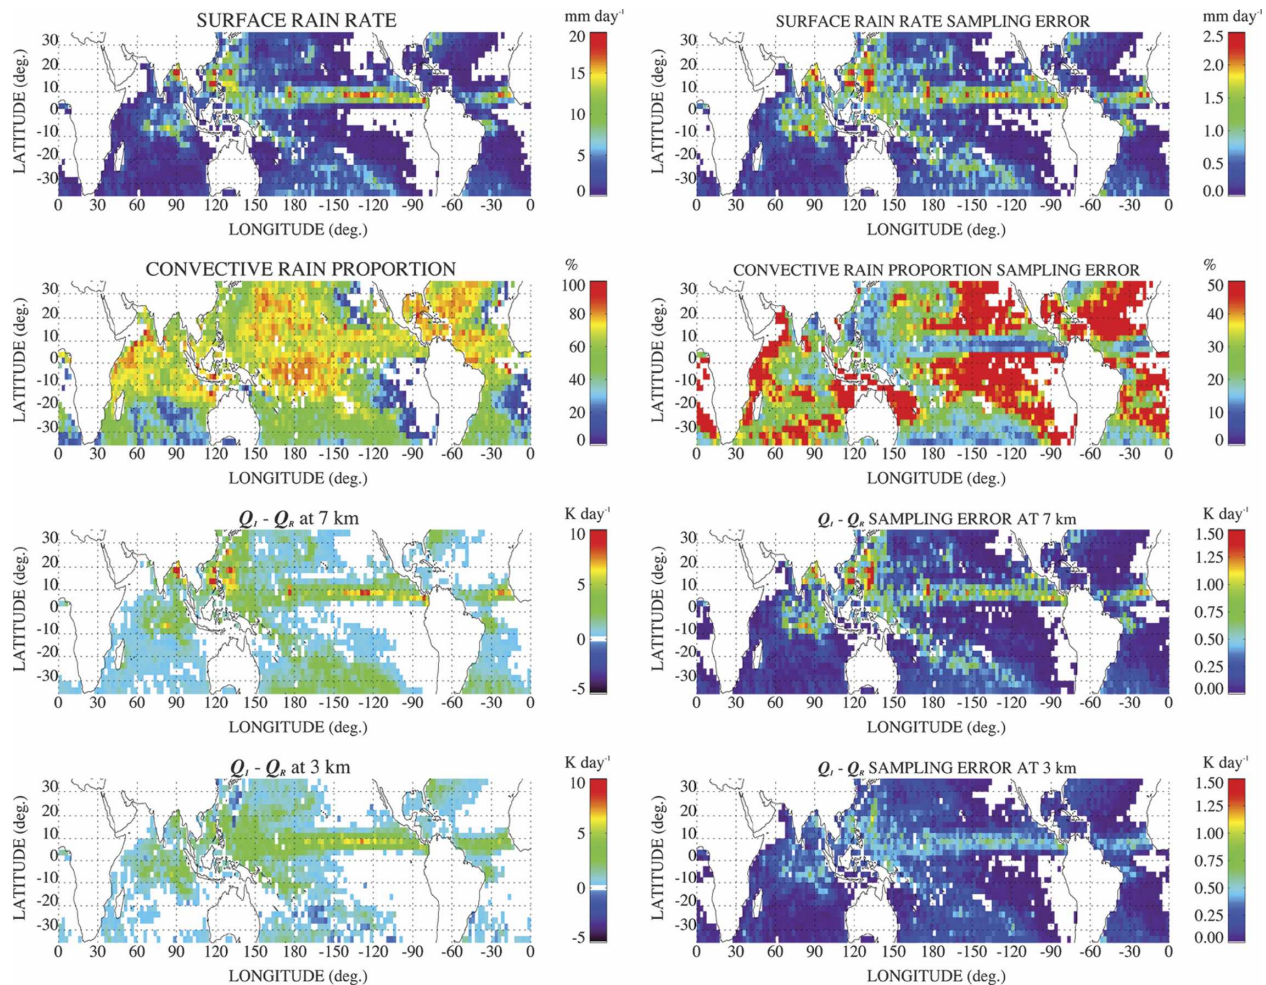 SURFACE RAIN RATE
mm day⁻¹
LATITUDE (deg.)
30
20
10
0
-10
-20
-30
20
15
10
5
0
0 30 60 90 120 150 180 -150 -120 -90 -60 -30 0
LONGITUDE (deg.)
SURFACE RAIN RATE SAMPLING ERROR
mm day⁻¹
LATITUDE (deg.)
30
20
10
0
-10
-20
-30
2.5
2.0
1.5
1.0
0.5
0.0
0 30 60 90 120 150 180 -150 -120 -90 -60 -30 0
LONGITUDE (deg.)
CONVECTIVE RAIN PROPORTION
%
LATITUDE (deg.)
30
20
10
0
-10
-20
-30
100
80
60
40
20
0
0 30 60 90 120 150 180 -150 -120 -90 -60 -30 0
LONGITUDE (deg.)
CONVECTIVE RAIN PROPORTION SAMPLING ERROR
%
LATITUDE (deg.)
30
20
10
0
-10
-20
-30
50
40
30
20
10
0
0 30 60 90 120 150 180 -150 -120 -90 -60 -30 0
LONGITUDE (deg.)
Q₁ - Q_R at 7 km
K day⁻¹
LATITUDE (deg.)
30
20
10
0
-10
-20
-30
10
5
0
-5
0 30 60 90 120 150 180 -150 -120 -90 -60 -30 0
LONGITUDE (deg.)
Q₁ - Q_R SAMPLING ERROR AT 7 km
K day⁻¹
LATITUDE (deg.)
30
20
10
0
-10
-20
-30
1.50
1.25
1.00
0.75
0.50
0.25
0.00
0 30 60 90 120 150 180 -150 -120 -90 -60 -30 0
LONGITUDE (deg.)
Q₁ - Q_R at 3 km
K day⁻¹
LATITUDE (deg.)
30
20
10
0
-10
-20
-30
10
5
0
-5
0 30 60 90 120 150 180 -150 -120 -90 -60 -30 0
LONGITUDE (deg.)
Q₁ - Q_R SAMPLING ERROR AT 3 km
K day⁻¹
LATITUDE (deg.)
30
20
10
0
-10
-20
-30
1.50
1.25
1.00
0.75
0.50
0.25
0.00
0 30 60 90 120 150 180 -150 -120 -90 -60 -30 0
LONGITUDE (deg.)